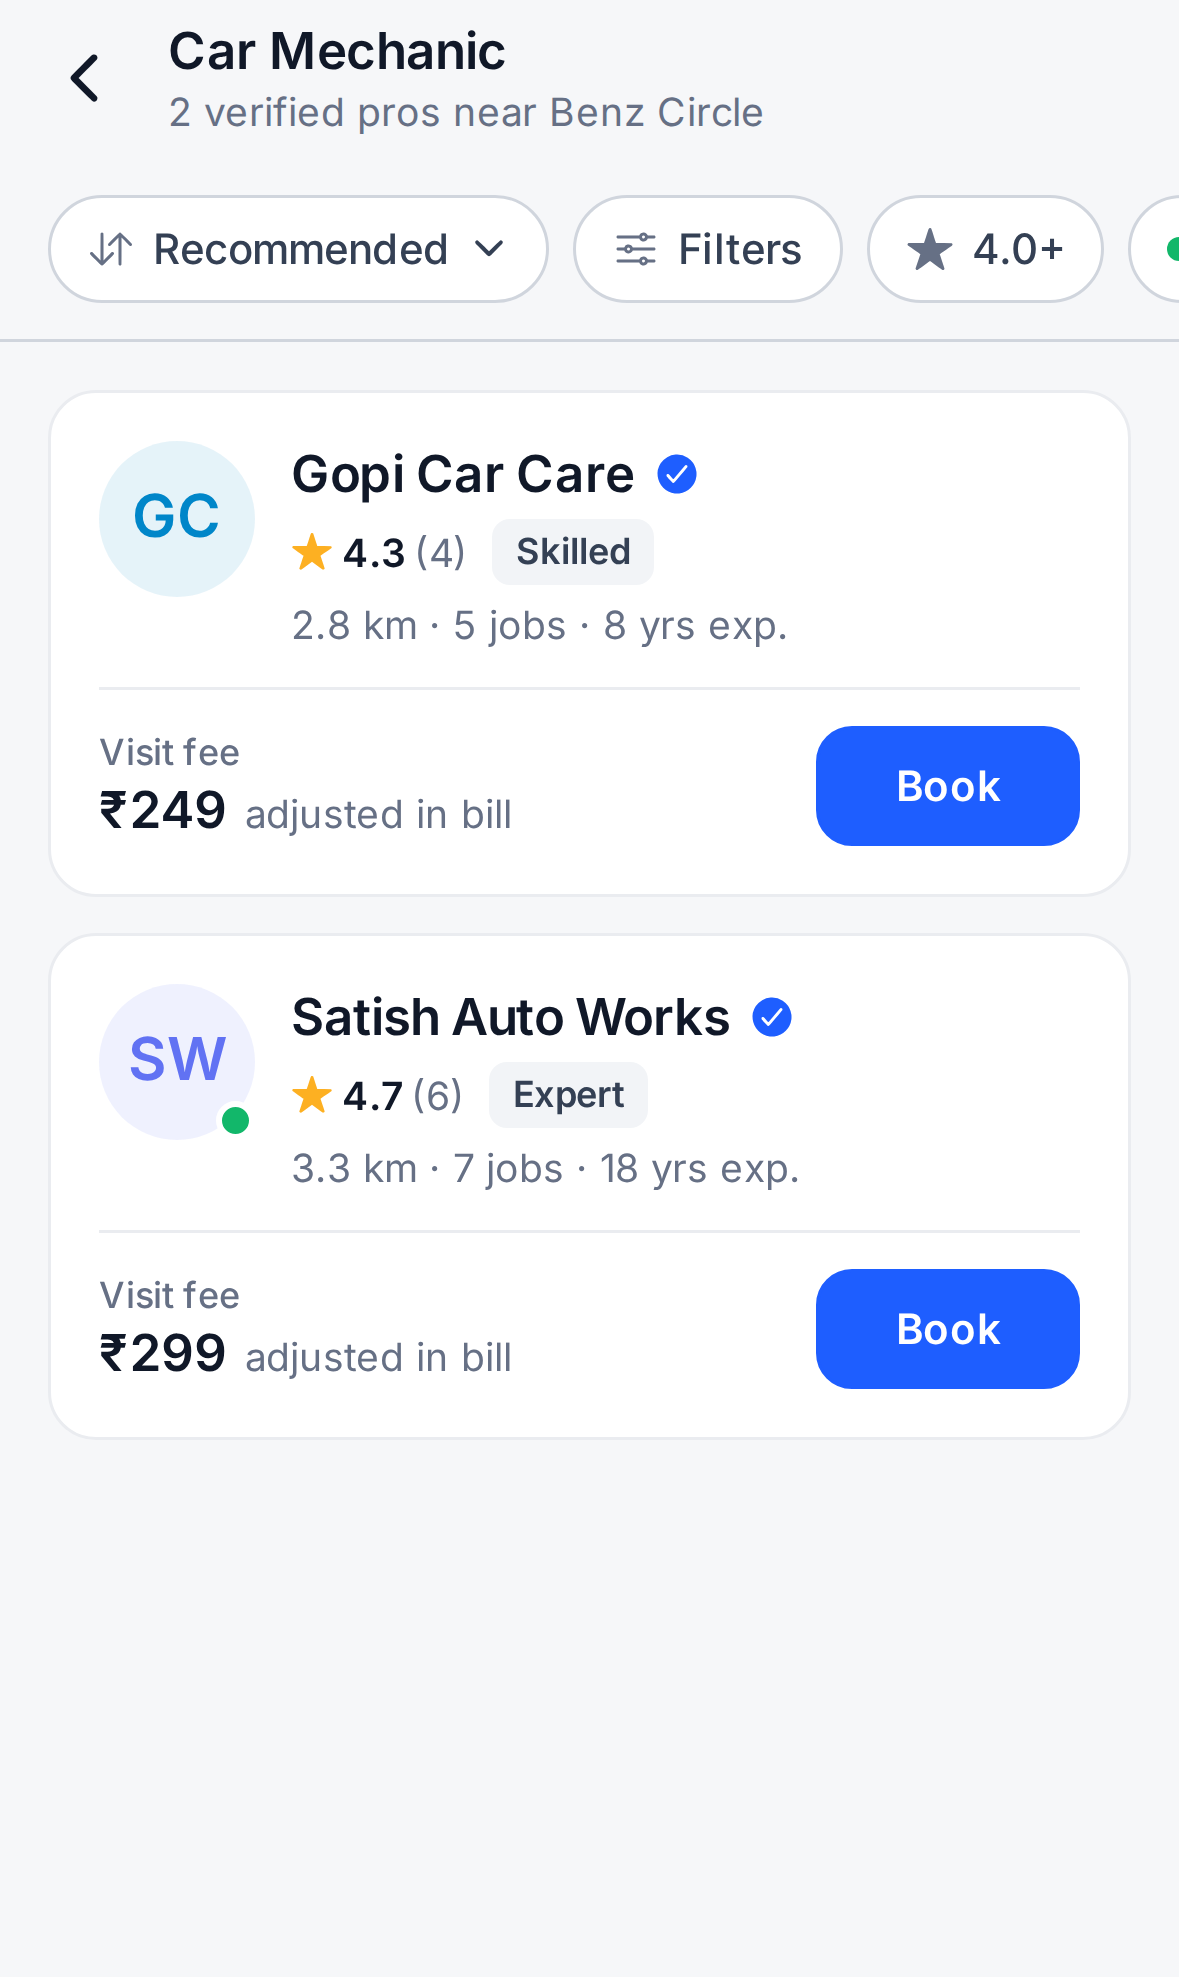 Car Mechanic
2 verified pros near Benz Circle
Recommended Filters 4.0+
GC
Gopi Car Care
4.3 (4) Skilled
2.8 km · 5 jobs · 8 yrs exp.
Visit fee
₹249 adjusted in bill
Book
SW
Satish Auto Works
4.7 (6) Expert
3.3 km · 7 jobs · 18 yrs exp.
Visit fee
₹299 adjusted in bill
Book